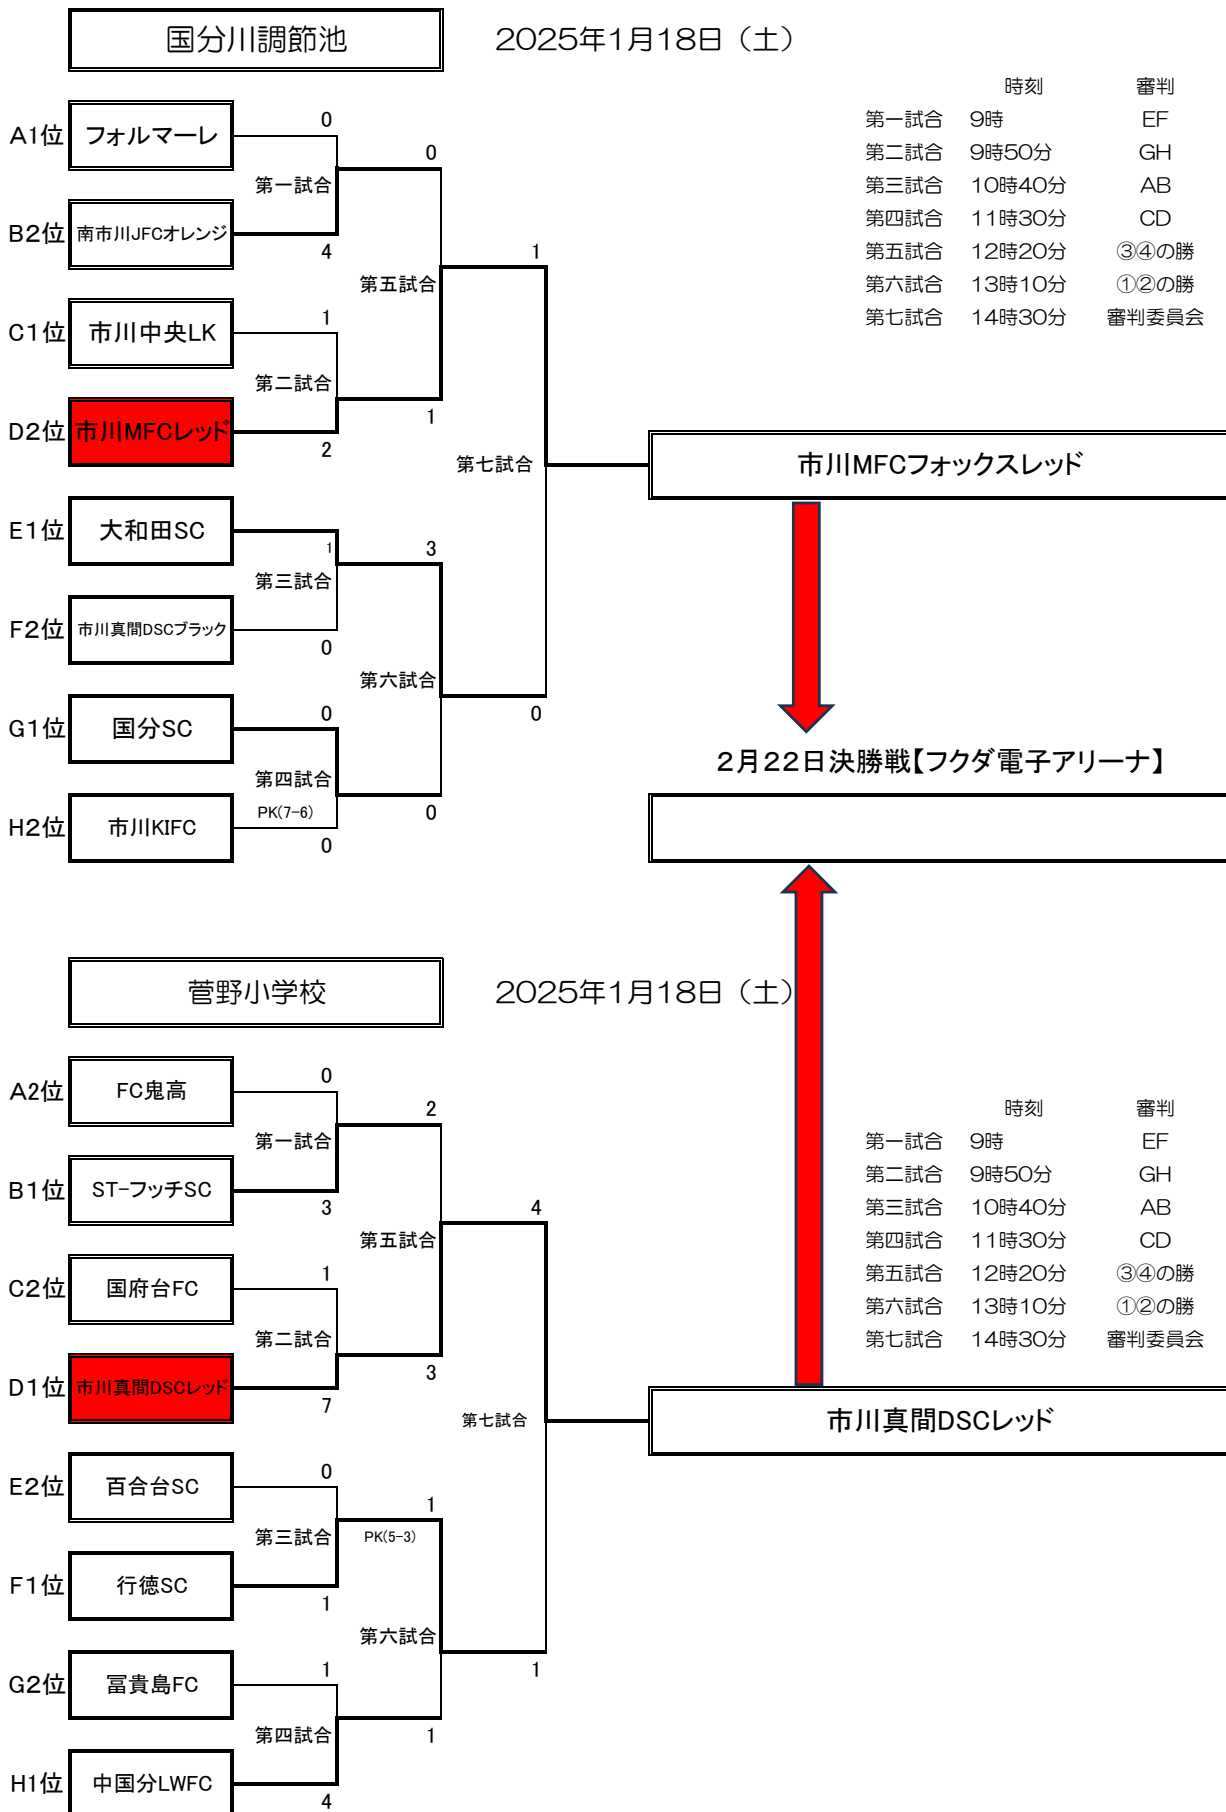 国分川調節池 2025年1月18日（土）
時刻 審判
第一試合 9時 EF
第二試合 9時50分 GH
第三試合 10時40分 AB
第四試合 11時30分 CD
第五試合 12時20分 ③④の勝
第六試合 13時10分 ①②の勝
第七試合 14時30分 審判委員会
A1位 フォルマーレ 0
第一試合 0
B2位 南市川JFCオレンジ 4
第五試合 1
C1位 市川中央LK 1
第二試合 1
D2位 市川MFCレッド 2
第七試合 市川MFCフォックスレッド
E1位 大和田SC 1
第三試合 3
F2位 市川真間DSCブラック 0
第六試合 0
G1位 国分SC 0
第四試合 0
PK(7-6)
H2位 市川KIFC 0
2月22日決勝戦【フクダ電子アリーナ】
菅野小学校 2025年1月18日（土）
時刻 審判
第一試合 9時 EF
第二試合 9時50分 GH
第三試合 10時40分 AB
第四試合 11時30分 CD
第五試合 12時20分 ③④の勝
第六試合 13時10分 ①②の勝
第七試合 14時30分 審判委員会
A2位 FC鬼高 0
第一試合 2
B1位 ST-フッチSC 3
第五試合 4
C2位 国府台FC 1
第二試合 3
D1位 市川真間DSCレッド 7
第七試合 市川真間DSCレッド
E2位 百合台SC 0
第三試合 1
PK(5-3)
F1位 行徳SC 1
第六試合 1
G2位 冨貴島FC 1
第四試合 1
H1位 中国分LWFC 4